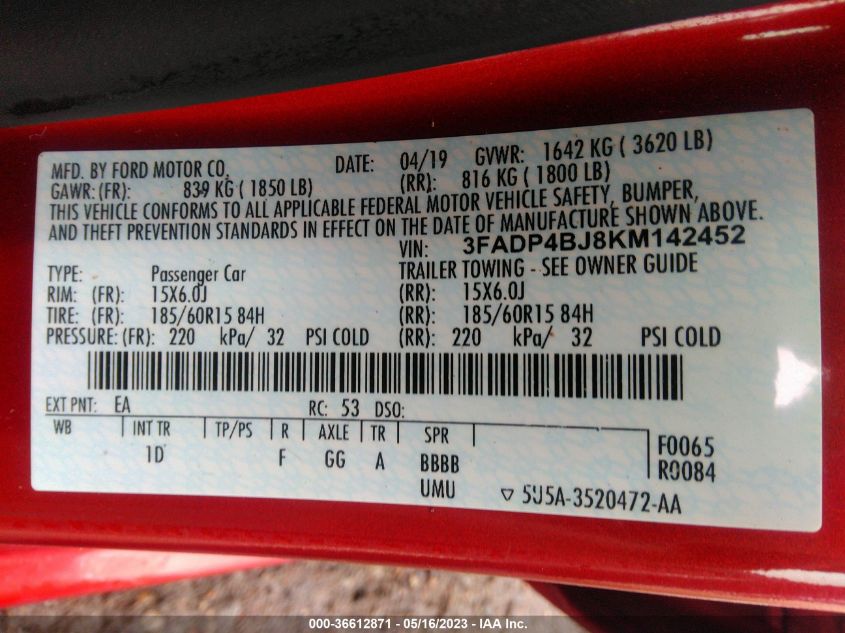 MFD. BY FORD MOTOR CO. DATE: 04/19 GVWR: 1642 KG ( 3620 LB)
GAWR: (FR): 839 KG ( 1850 LB) (RR): 816 KG ( 1800 LB)
THIS VEHICLE CONFORMS TO ALL APPLICABLE FEDERAL MOTOR VEHICLE SAFETY, BUMPER,
AND THEFT PREVENTION STANDARDS IN EFFECT ON THE DATE OF MANUFACTURE SHOWN ABOVE.
VIN: 3FADP4BJ8KM142452
TYPE: Passenger Car TRAILER TOWING - SEE OWNER GUIDE
RIM: (FR): 15X6.0J (RR): 15X6.0J
TIRE: (FR): 185/60R15 84H (RR): 185/60R15 84H
PRESSURE: (FR): 220 kPa/ 32 PSI COLD (RR): 220 kPa/ 32 PSI COLD
EXT PNT: EA RC: 53 DSO:
WB INT TR TP/PS R AXLE TR SPR F0065
1D F GG A BBBB R0084
UMU ▽ 5U5A-3520472-AA
000-36612871 - 05/16/2023 - IAA Inc.